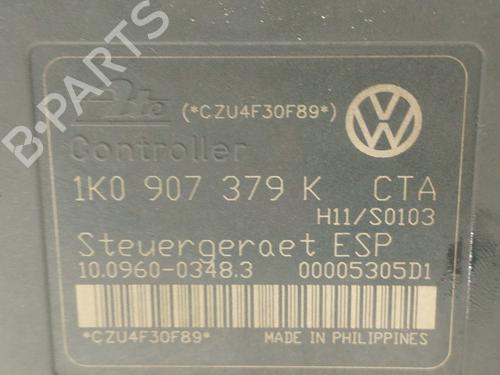 Ate (*CZU4F30F89*)
Controller
1K0 907 379 K CTA
H11/S0103
Steuergeraet ESP
10.0960-0348.3 00005305D1
*CZU4F30F89* MADE IN PHILIPPINES
B-PARTS